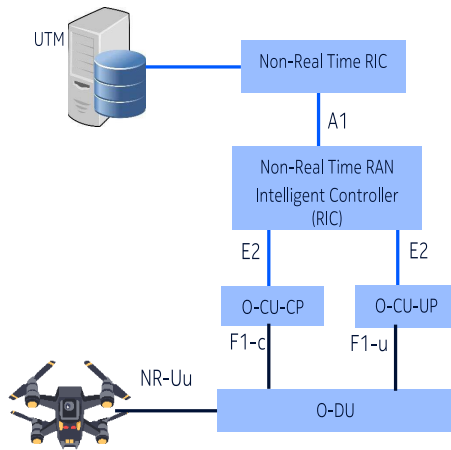 UTM
Non-Real Time RIC
A1
Non-Real Time RAN
Intelligent Controller
(RIC)
E2
E2
O-CU-CP
O-CU-UP
F1-c
F1-u
NR-Uu
O-DU